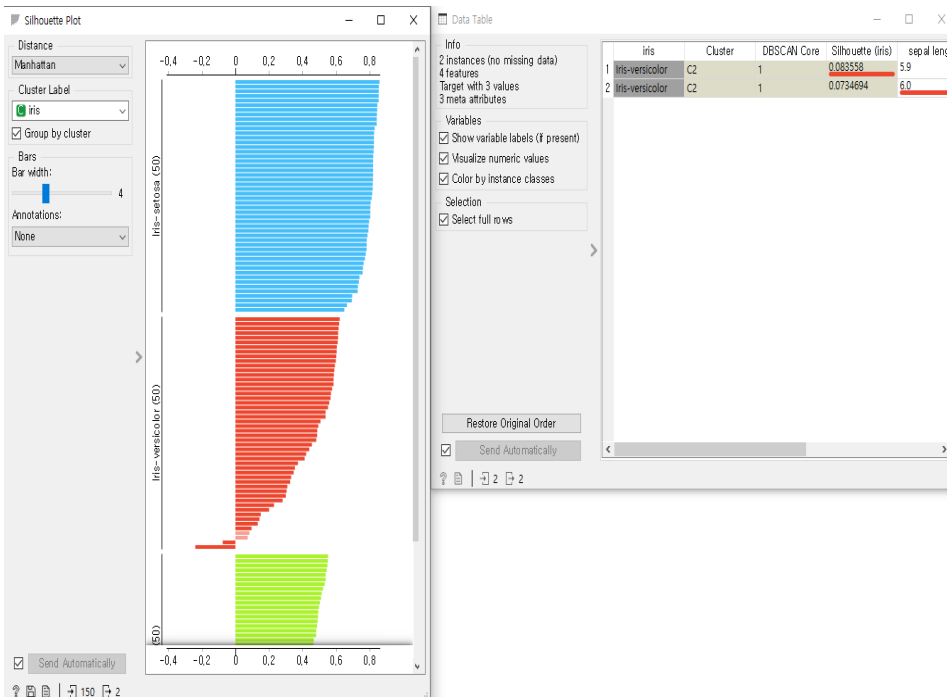 Silhouette Plot
Distance
Manhattan
Cluster Label
C iris
Group by cluster
Bars
Bar width:
4
Annotations:
None
Send Automatically
150 2
-0,4 -0,2 0 0,2 0,4 0,6 0,8
Iris-setosa (50)
Iris-versicolor (50)
(50)
-0,4 -0,2 0 0,2 0,4 0,6 0,8
Data Table
Info
2 instances (no missing data)
4 features
Target with 3 values
3 meta attributes
Variables
Show variable labels (if present)
Visualize numeric values
Color by instance classes
Selection
Select full rows
Restore Original Order
Send Automatically
2 2
iris Cluster DBSCAN Core Silhouette (iris) sepal leng
1 Iris-versicolor C2 1 0.083558 5.9
2 Iris-versicolor C2 1 0.0734694 6.0